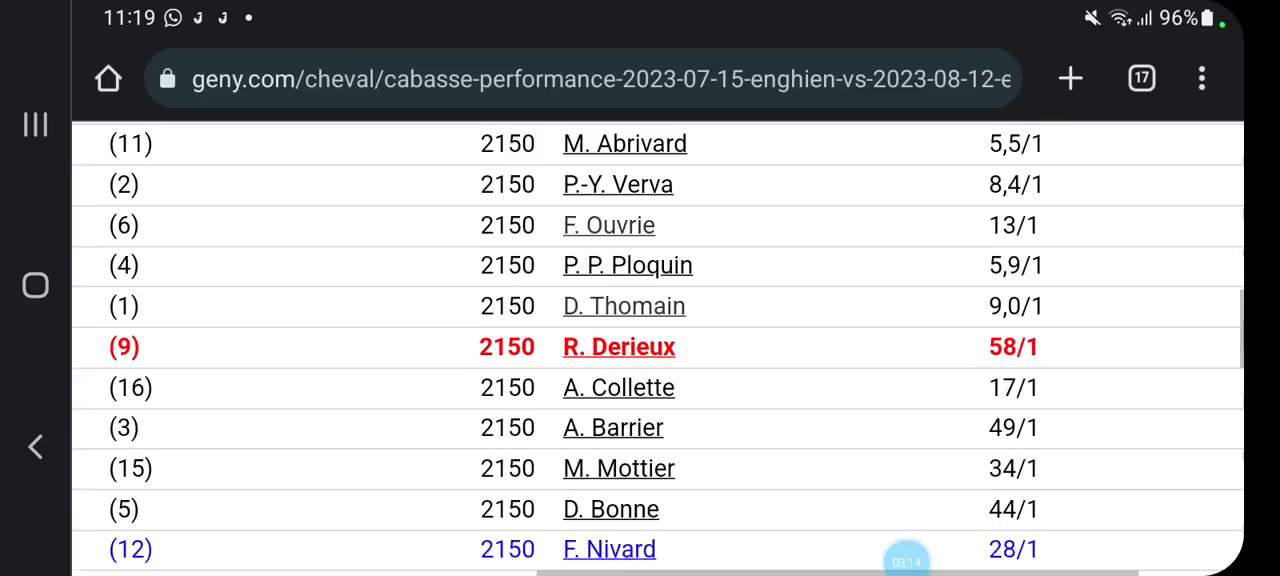 11:19 96%
geny.com/cheval/cabasse-performance-2023-07-15-enghien-vs-2023-08-12-e 17
(11) 2150 M. Abrivard 5,5/1
(2) 2150 P.-Y. Verva 8,4/1
(6) 2150 F. Ouvrie 13/1
(4) 2150 P. P. Ploquin 5,9/1
(1) 2150 D. Thomain 9,0/1
(9) 2150 R. Derieux 58/1
(16) 2150 A. Collette 17/1
(3) 2150 A. Barrier 49/1
(15) 2150 M. Mottier 34/1
(5) 2150 D. Bonne 44/1
(12) 2150 F. Nivard 28/1
03:14